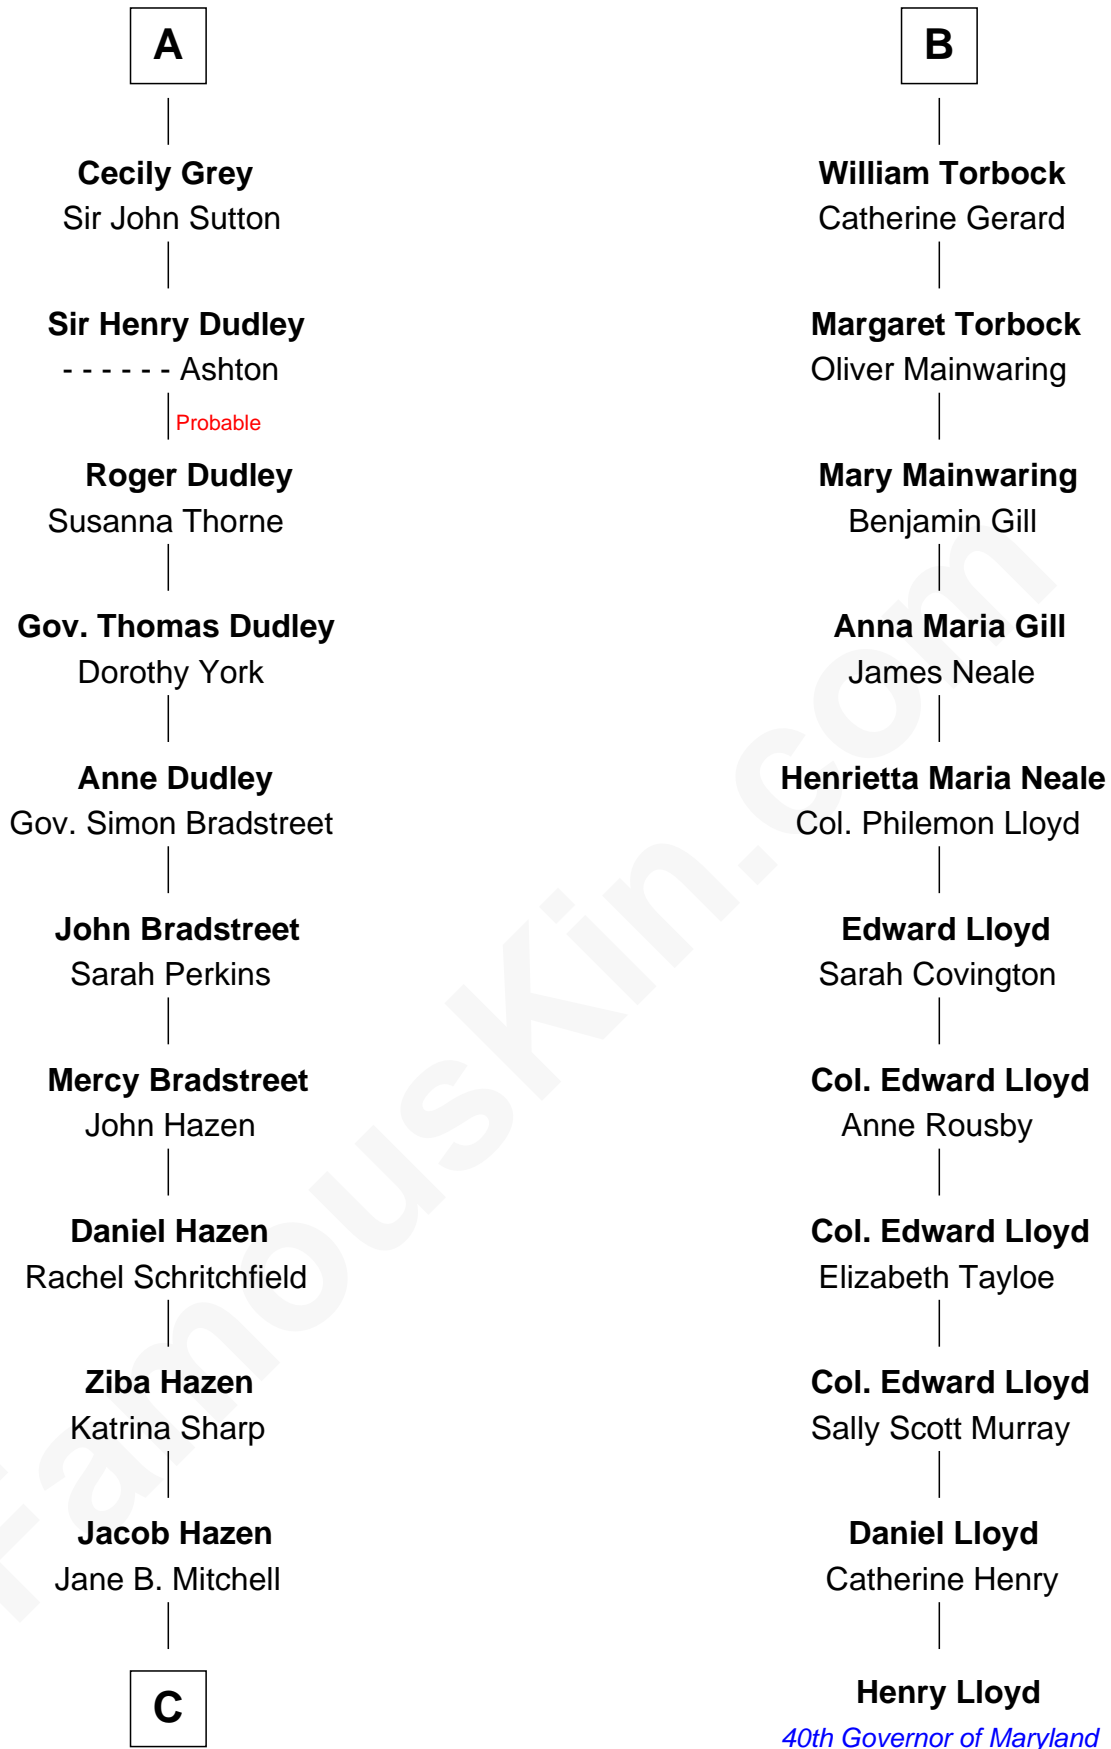 A
Cecily Grey
Sir John Sutton
Sir Henry Dudley
- - - - - - Ashton
Probable
Roger Dudley
Susanna Thorne
Gov. Thomas Dudley
Dorothy York
Anne Dudley
Gov. Simon Bradstreet
John Bradstreet
Sarah Perkins
Mercy Bradstreet
John Hazen
Daniel Hazen
Rachel Schritchfield
Ziba Hazen
Katrina Sharp
Jacob Hazen
Jane B. Mitchell
C
B
William Torbock
Catherine Gerard
Margaret Torbock
Oliver Mainwaring
Mary Mainwaring
Benjamin Gill
Anna Maria Gill
James Neale
Henrietta Maria Neale
Col. Philemon Lloyd
Edward Lloyd
Sarah Covington
Col. Edward Lloyd
Anne Rousby
Col. Edward Lloyd
Elizabeth Tayloe
Col. Edward Lloyd
Sally Scott Murray
Daniel Lloyd
Catherine Henry
Henry Lloyd
40th Governor of Maryland
FamousKin.com